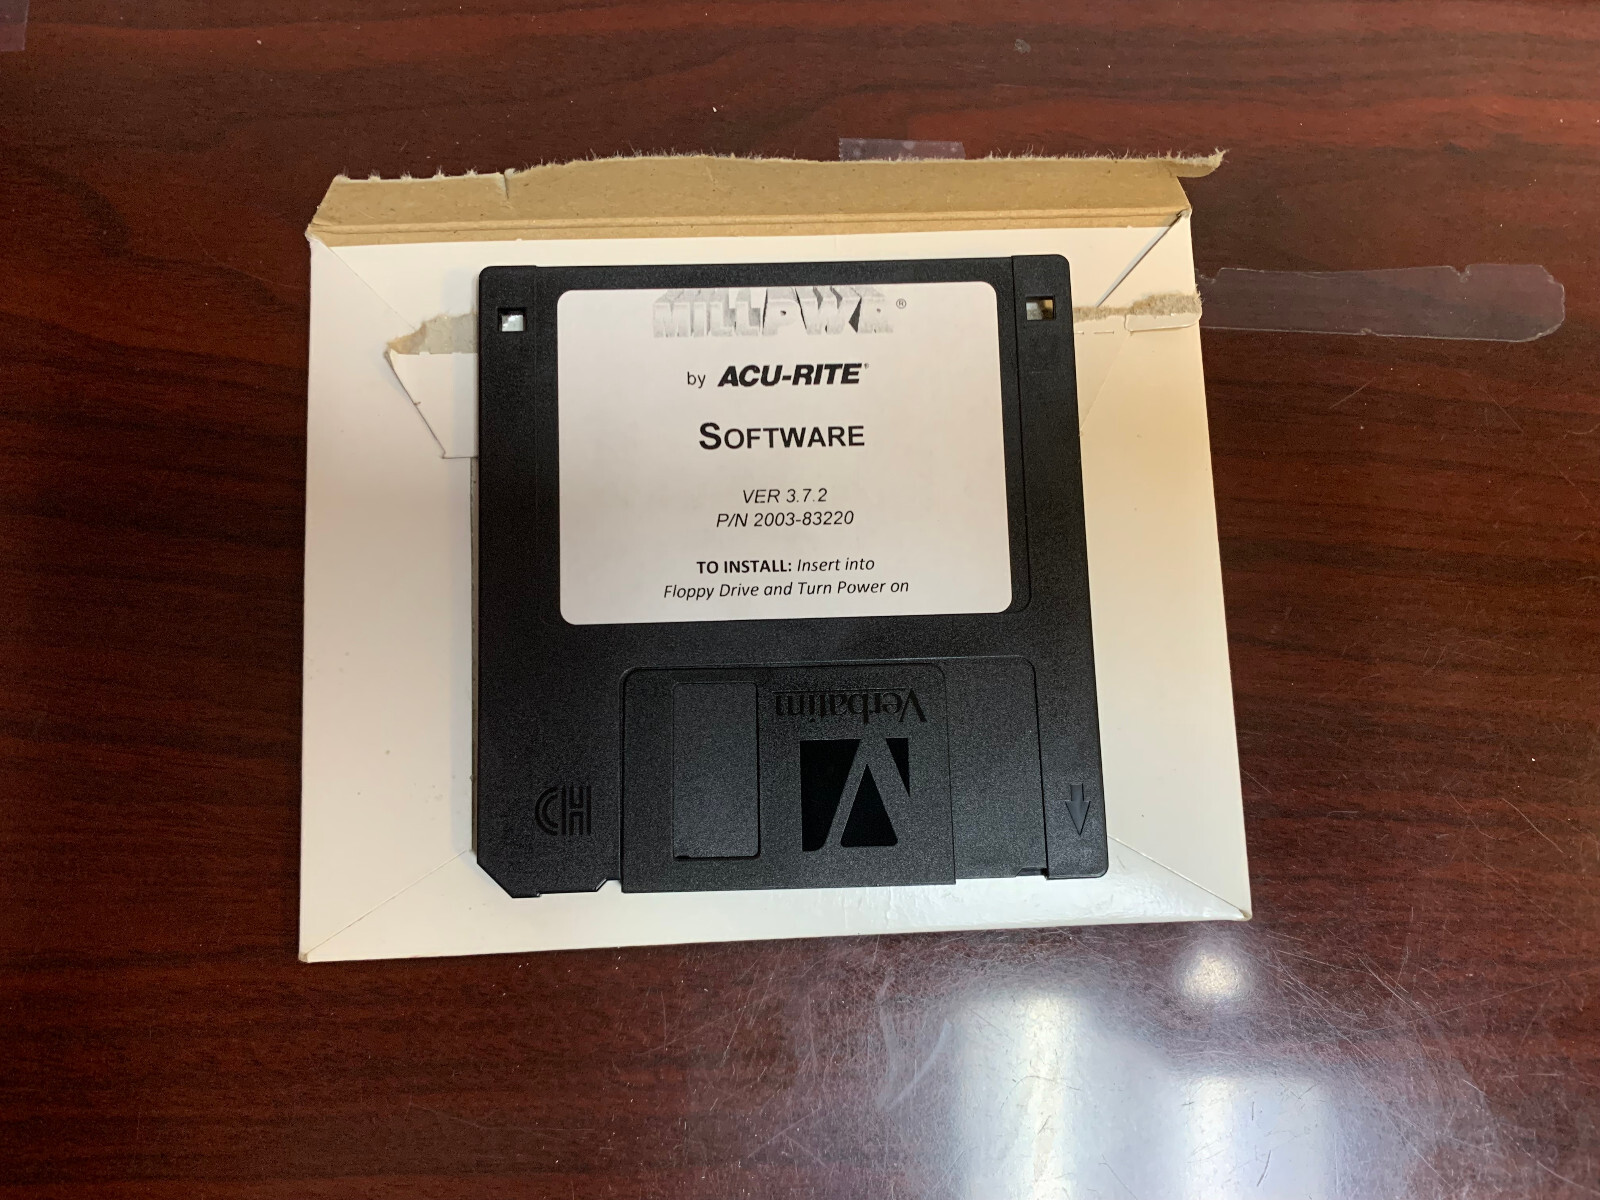 MILLPWR®
by ACU-RITE®
SOFTWARE
VER 3.7.2
P/N 2003-83220
TO INSTALL: Insert into
Floppy Drive and Turn Power on
Verbatim
CH